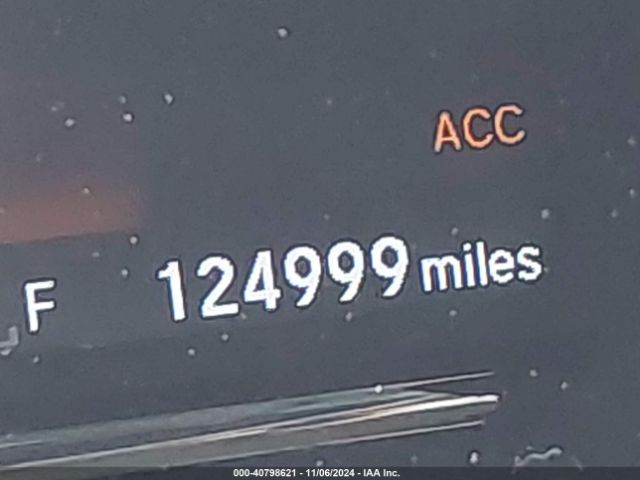 ACC
F 124999 miles
000-40798621 - 11/06/2024 - IAA Inc.